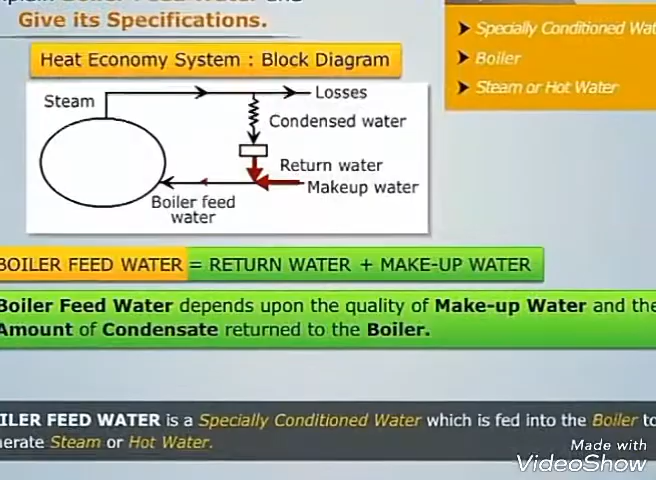 Give its Specifications.
Heat Economy System : Block Diagram
Steam
Losses
Condensed water
Return water
Makeup water
Boiler feed
water
Specially Conditioned Wat
Boiler
Steam or Hot Water
BOILER FEED WATER = RETURN WATER + MAKE-UP WATER
Boiler Feed Water depends upon the quality of Make-up Water and the
Amount of Condensate returned to the Boiler.
ILER FEED WATER is a Specially Conditioned Water which is fed into the Boiler to
nerate Steam or Hot Water.
Made with
VideoShow